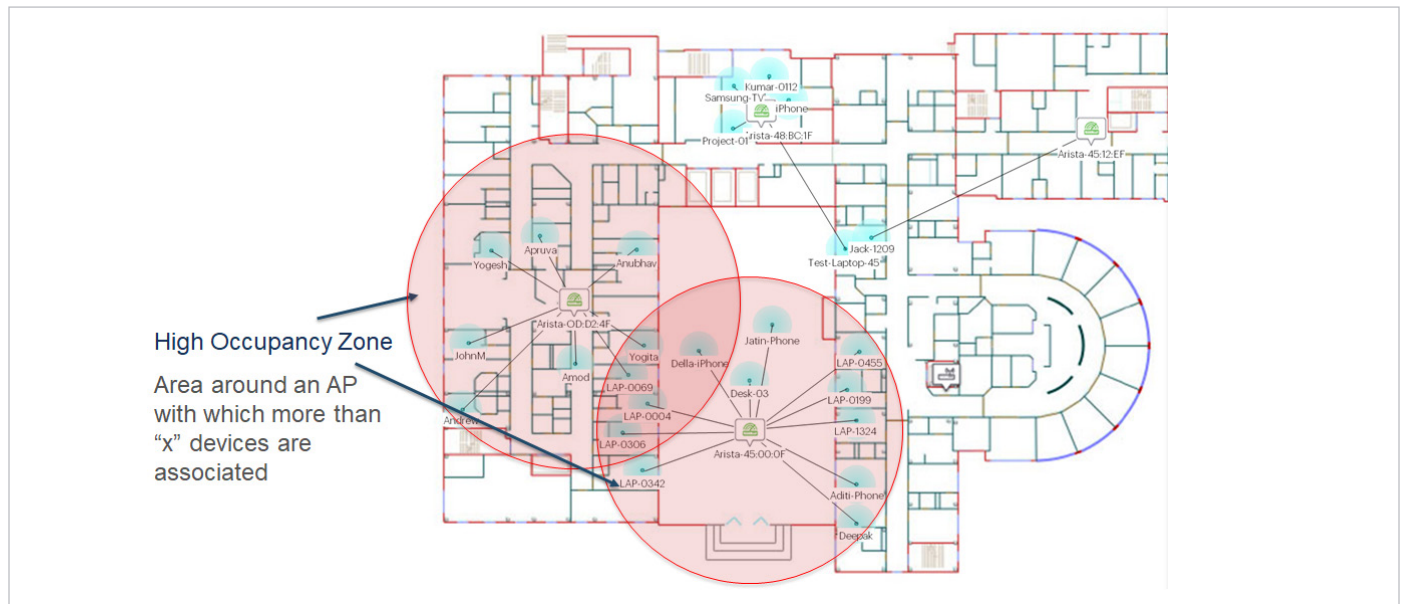 Kumar-0112
Samsung-TV
iPhone
Project-01
Arista-48:BC:1F
Arista-45:12:EF
Apruva
Yogesh
Anubhav
Jack-1209
Test-Laptop-45
Arista-OD:D2:4F
High Occupancy Zone
Area around an AP
with which more than
“x” devices are
associated
JohnM
Yogita
Amod
LAP-0069
LAP-0004
Andrew
LAP-0306
LAP-0342
Jatin-Phone
Della-iPhone
LAP-0455
Desk-03
LAP-0199
LAP-1324
Arista-45:00:0F
Aditi-Phone
Deepak